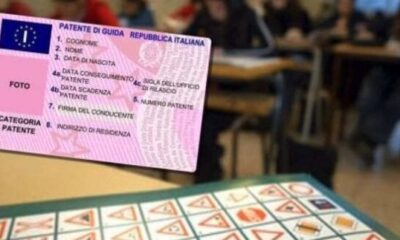 PATENTE DI GUIDA REPUBBLICA ITALIANA
I
1. COGNOME
2. NOME
3. DATA DI NASCITA
4a DATA CONSEGUIMENTO PATENTE
4c SIGLA DELL'UFFICIO DI RILASCIO
4b DATA SCADENZA PATENTE
5 NUMERO PATENTE
FOTO
7. FIRMA DEL CONDUCENTE
8 INDIRIZZO DI RESIDENZA
CATEGORIA PATENTE